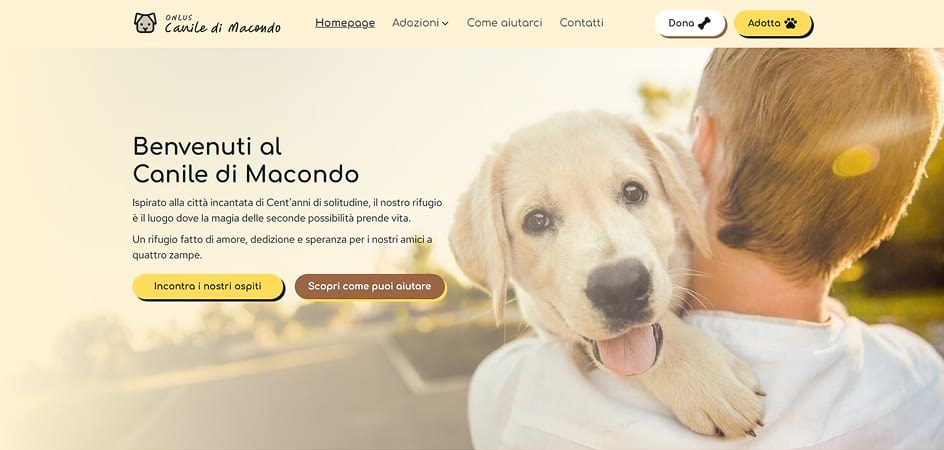 ONLUS
Canile di Macondo
Homepage Adozioni Come aiutarci Contatti Dona Adotta
Benvenuti al
Canile di Macondo
Ispirato alla città incantata di Cent'anni di solitudine, il nostro rifugio
è il luogo dove la magia delle seconde possibilità prende vita.
Un rifugio fatto di amore, dedizione e speranza per i nostri amici a
quattro zampe.
Incontra i nostri ospiti Scopri come puoi aiutare